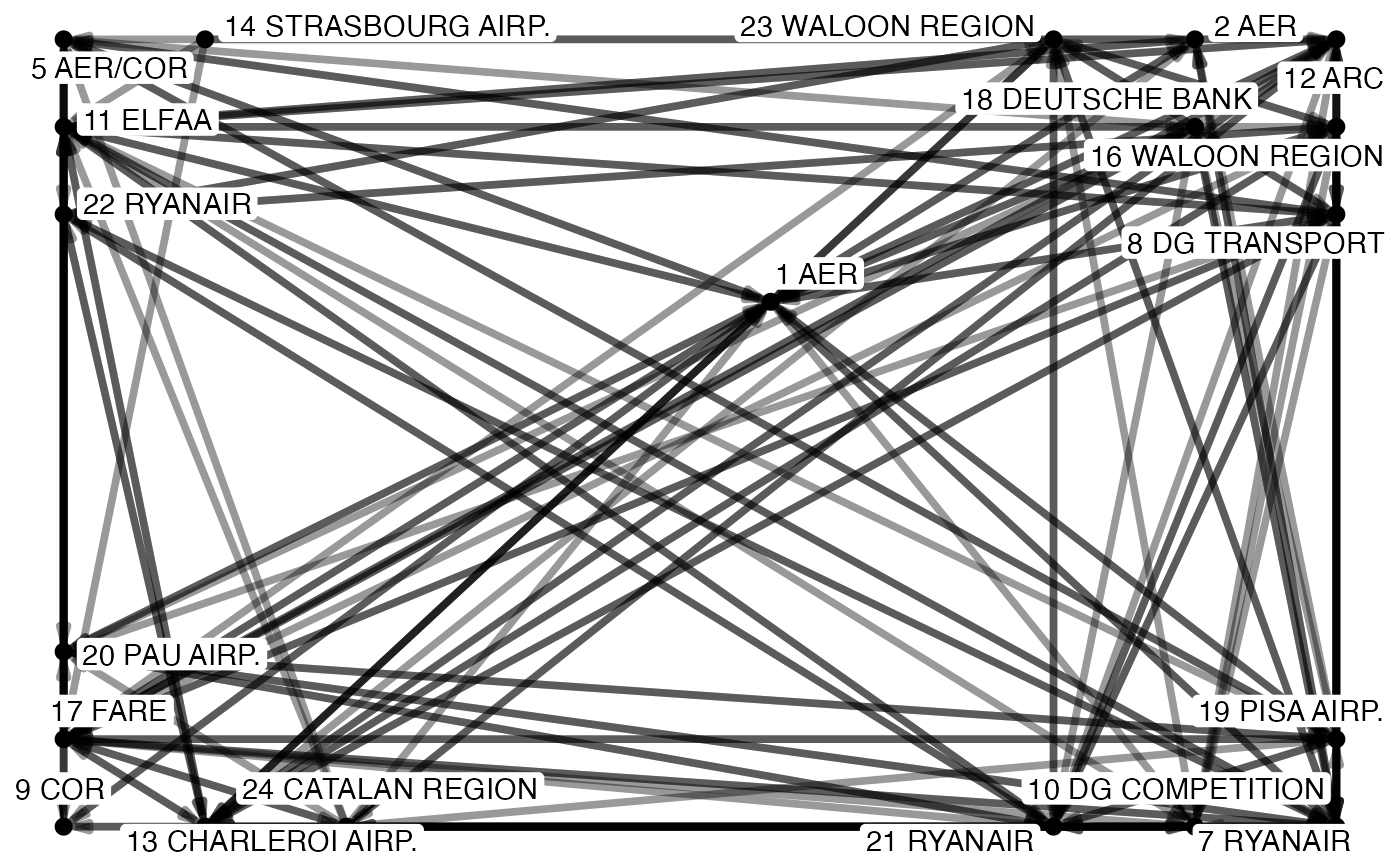 14 STRASBOURG AIRP.
23 WALOON REGION
2 AER
5 AER/COR
12 ARC
18 DEUTSCHE BANK
11 ELFAA
16 WALOON REGION
22 RYANAIR
8 DG TRANSPORT
1 AER
20 PAU AIRP.
17 FARE
19 PISA AIRP.
9 COR
24 CATALAN REGION
10 DG COMPETITION
13 CHARLEROI AIRP.
21 RYANAIR
7 RYANAIR